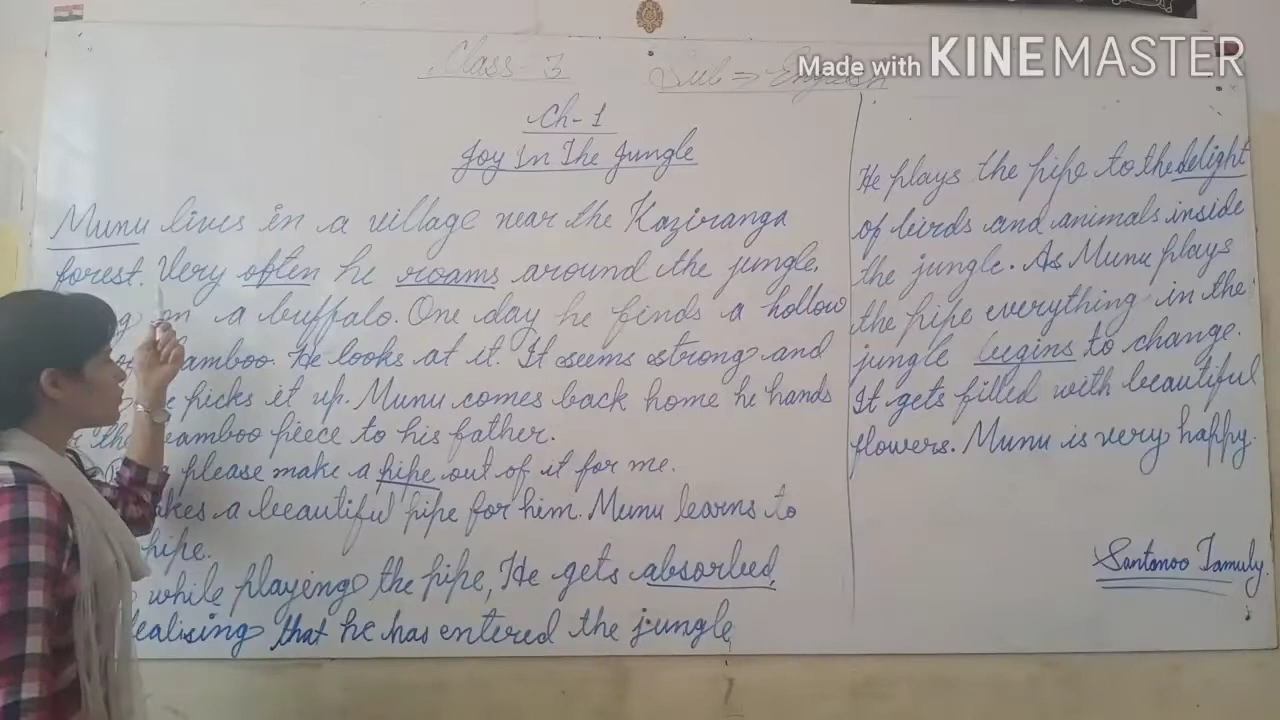 Made with KINEMASTER
Class-3 Sub⇒English
Ch-1
Joy In The Jungle
Munu lives in a village near the Kaziranga
forest. Very often he roams around the jungle.
on a buffalo. One day he finds a hollow
bamboo. He looks at it. It seems strong and
picks it up. Munu comes back home he hands
the bamboo piece to his father.
please make a pipe out of it for me.
a beautiful pipe for him. Munu learns to
pipe.
while playing the pipe, He gets absorbed,
realising that he has entered the jungle
He plays the pipe to the delight
of birds and animals inside
the jungle. As Munu plays
the pipe everything in the
jungle begins to change.
It gets filled with beautiful
flowers. Munu is very happy.
Santonoo Tamuly.